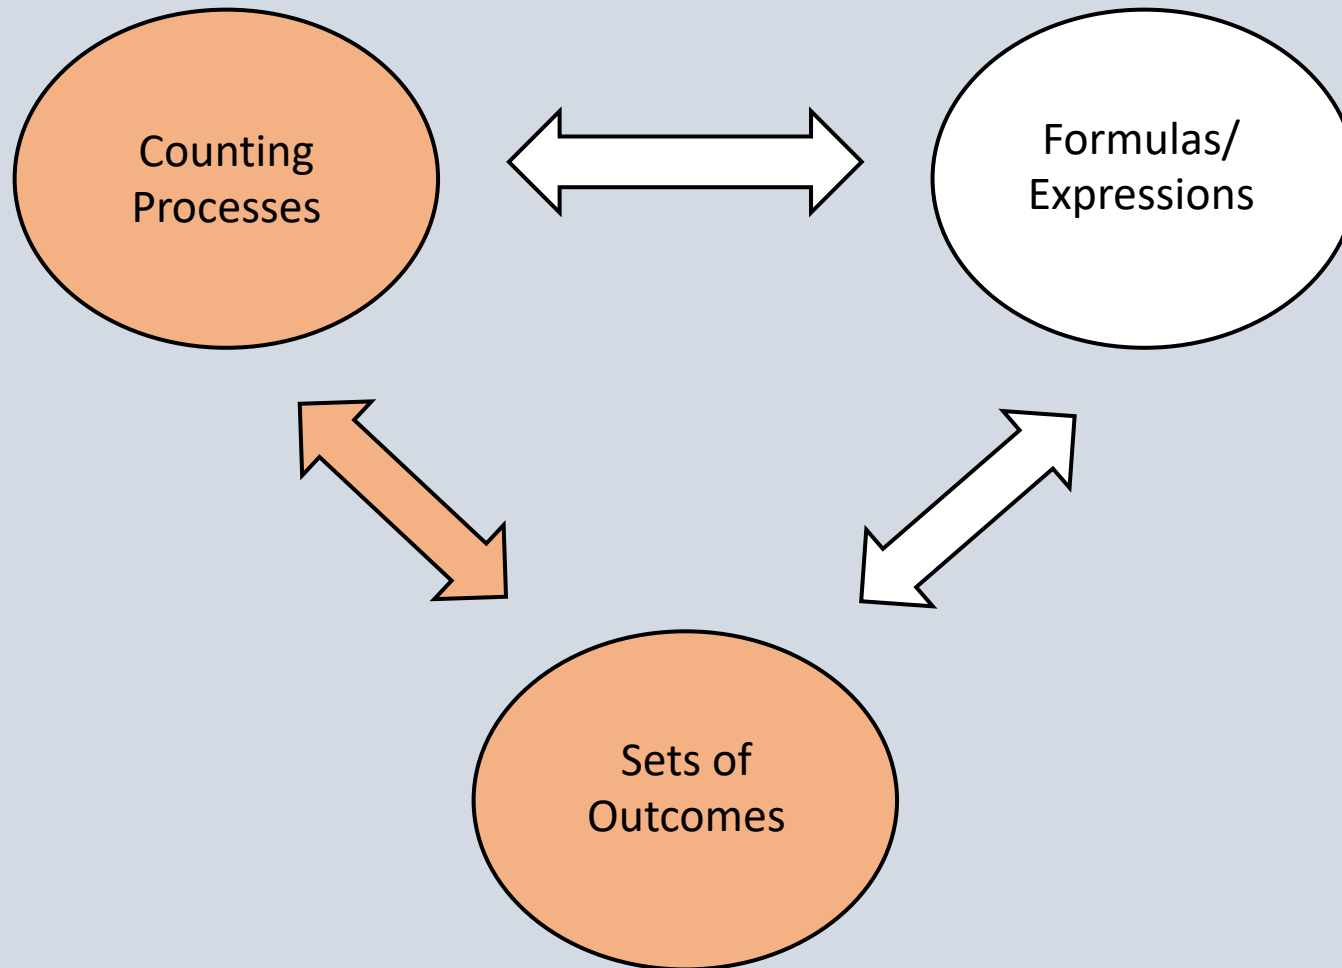 Counting
Processes
Formulas/
Expressions
Sets of
Outcomes